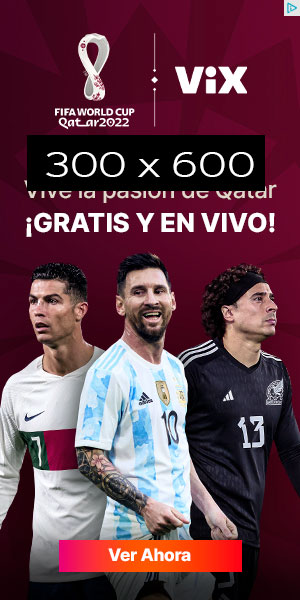 FIFA WORLD CUP
Qatar2022
ViX
300 x 600
Vive la pasión de Qatar
¡GRATIS Y EN VIVO!
10
13
Ver Ahora